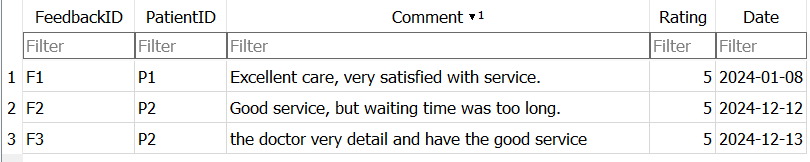 FeedbackID PatientID Comment ▼1 Rating Date
Filter Filter Filter Filter Filter
1 F1 P1 Excellent care, very satisfied with service. 5 2024-01-08
2 F2 P2 Good service, but waiting time was too long. 5 2024-12-12
3 F3 P2 the doctor very detail and have the good service 5 2024-12-13